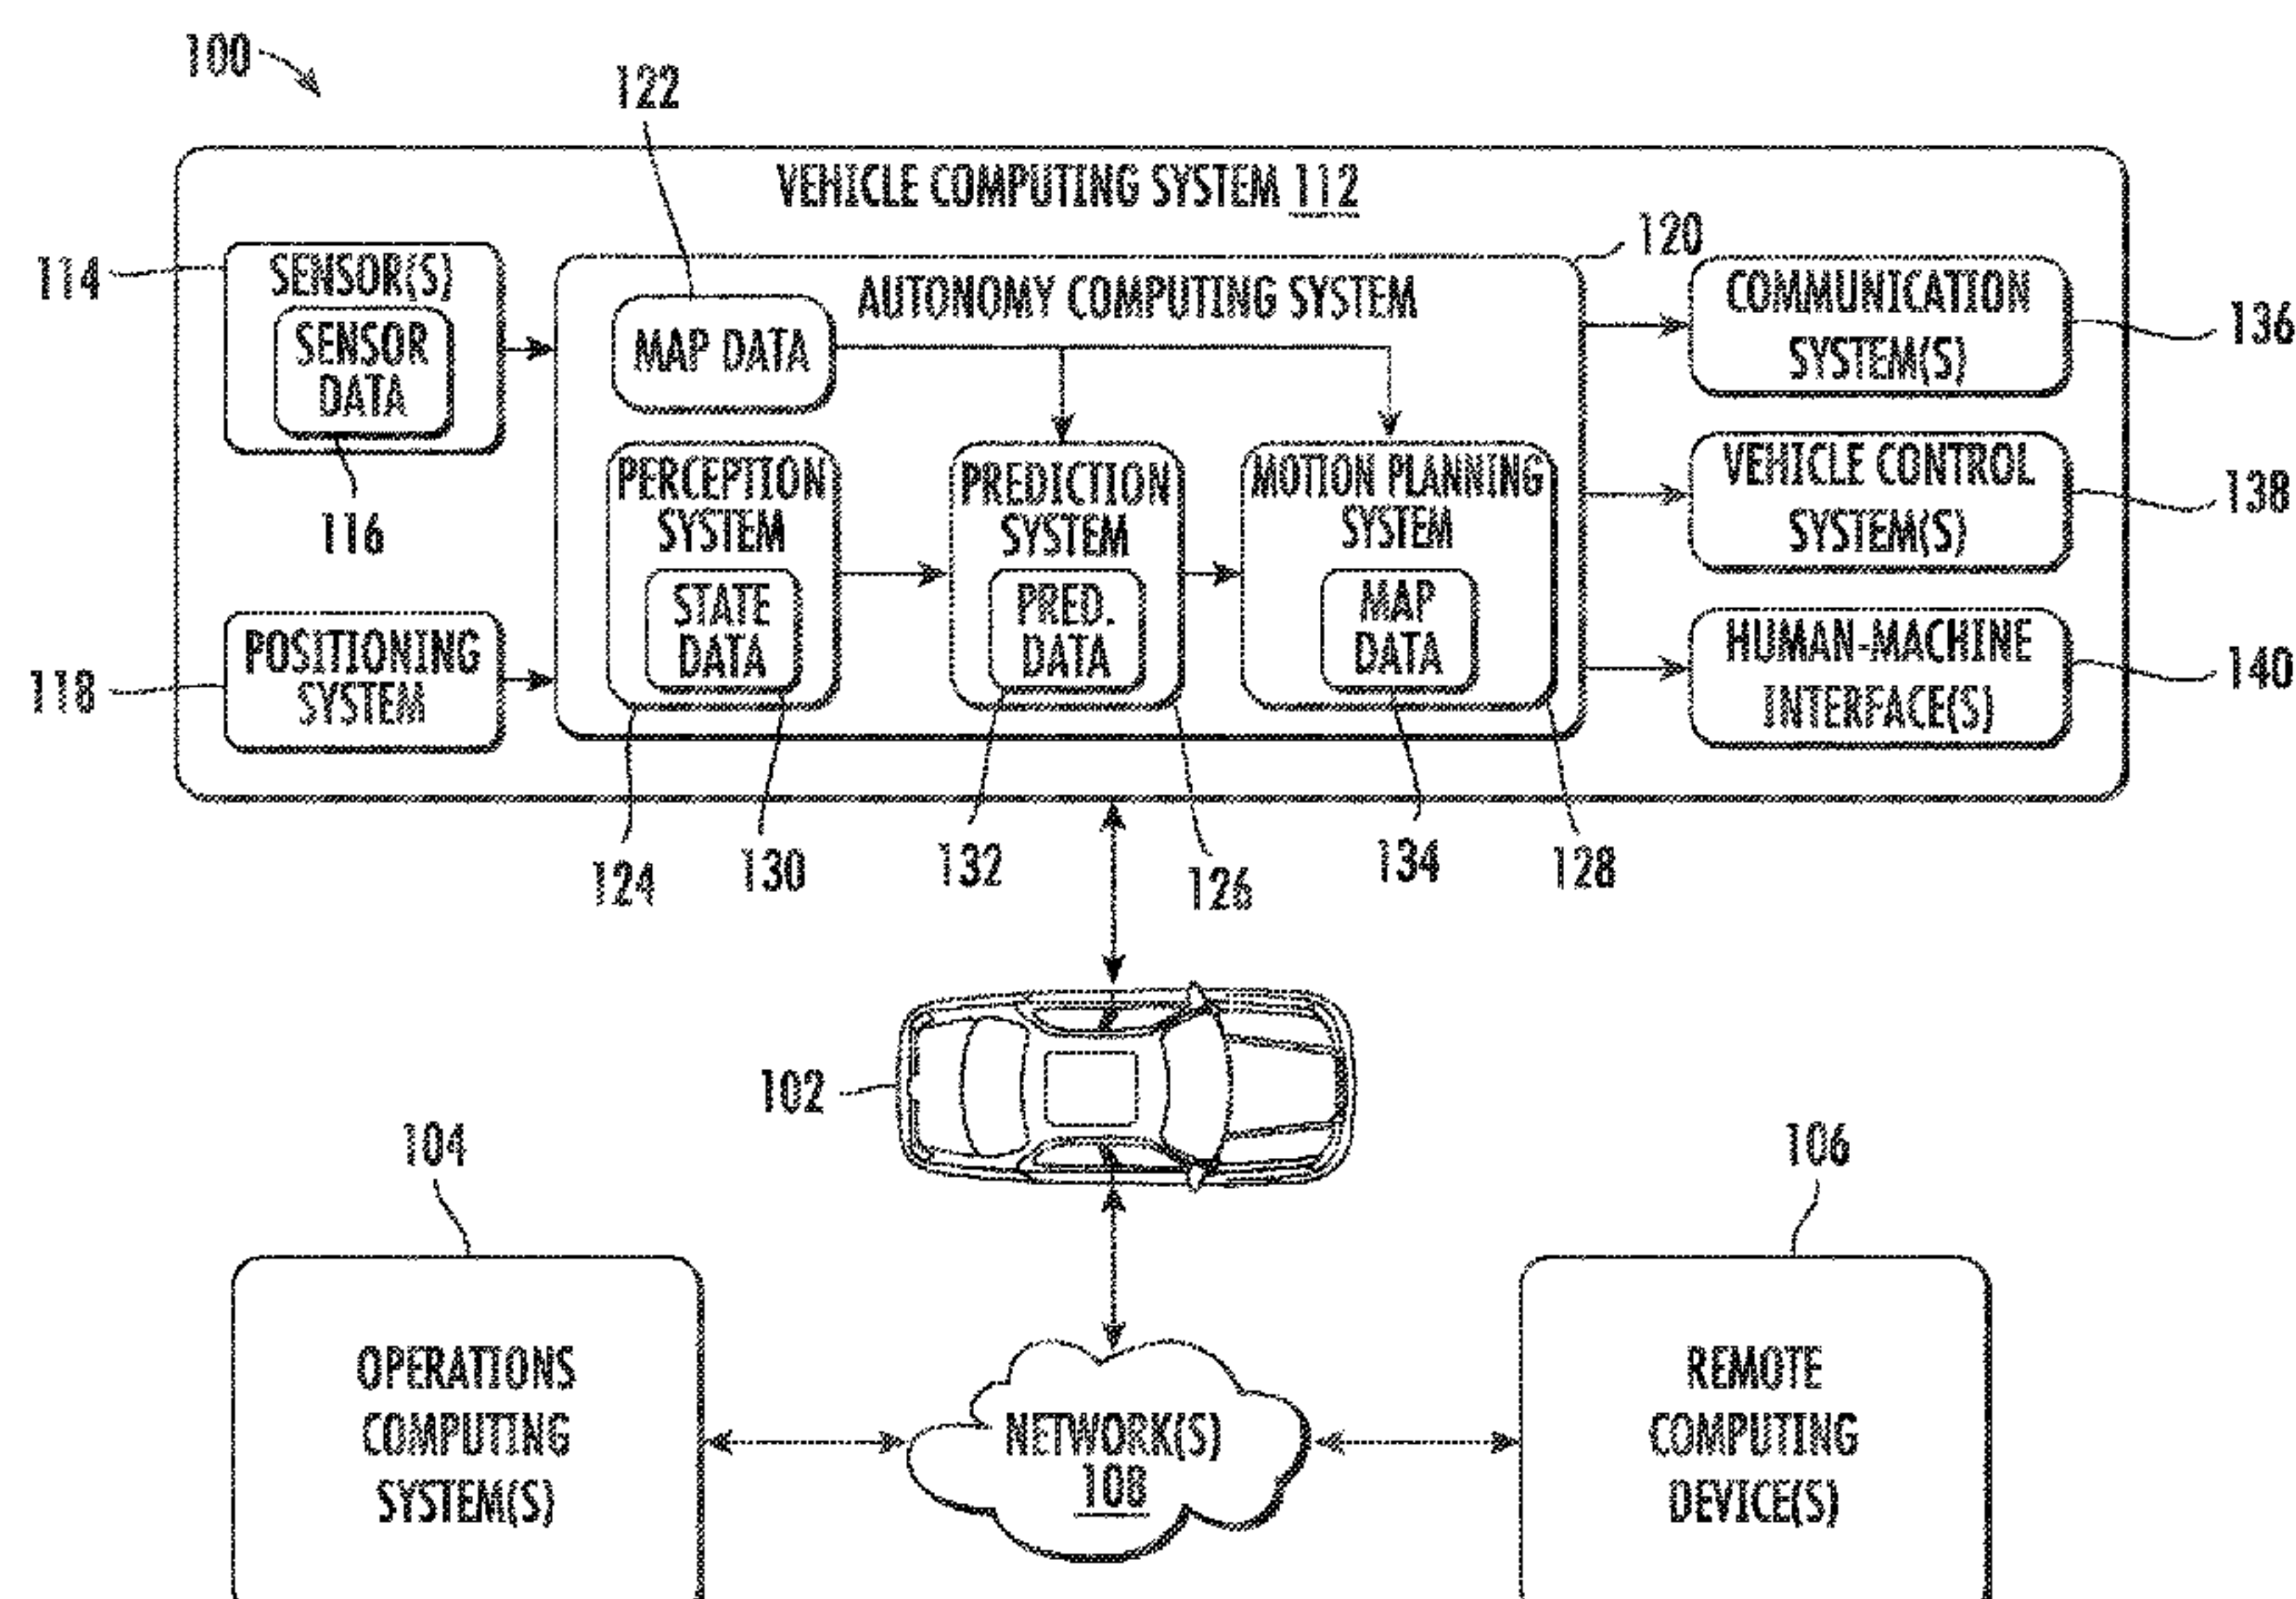 100
122
VEHICLE COMPUTING SYSTEM 112
120
114
SENSOR(S)
SENSOR
DATA
116
AUTONOMY COMPUTING SYSTEM
MAP DATA
COMMUNICATION
SYSTEM(S)
136
PERCEPTION
SYSTEM
STATE
DATA
PREDICTION
SYSTEM
PRED.
DATA
MOTION PLANNING
SYSTEM
MAP
DATA
VEHICLE CONTROL
SYSTEM(S)
138
118
POSITIONING
SYSTEM
HUMAN-MACHINE
INTERFACE(S)
140
124
130
132
126
134
128
102
104
106
OPERATIONS
COMPUTING
SYSTEM(S)
NETWORK(S)
108
REMOTE
COMPUTING
DEVICE(S)